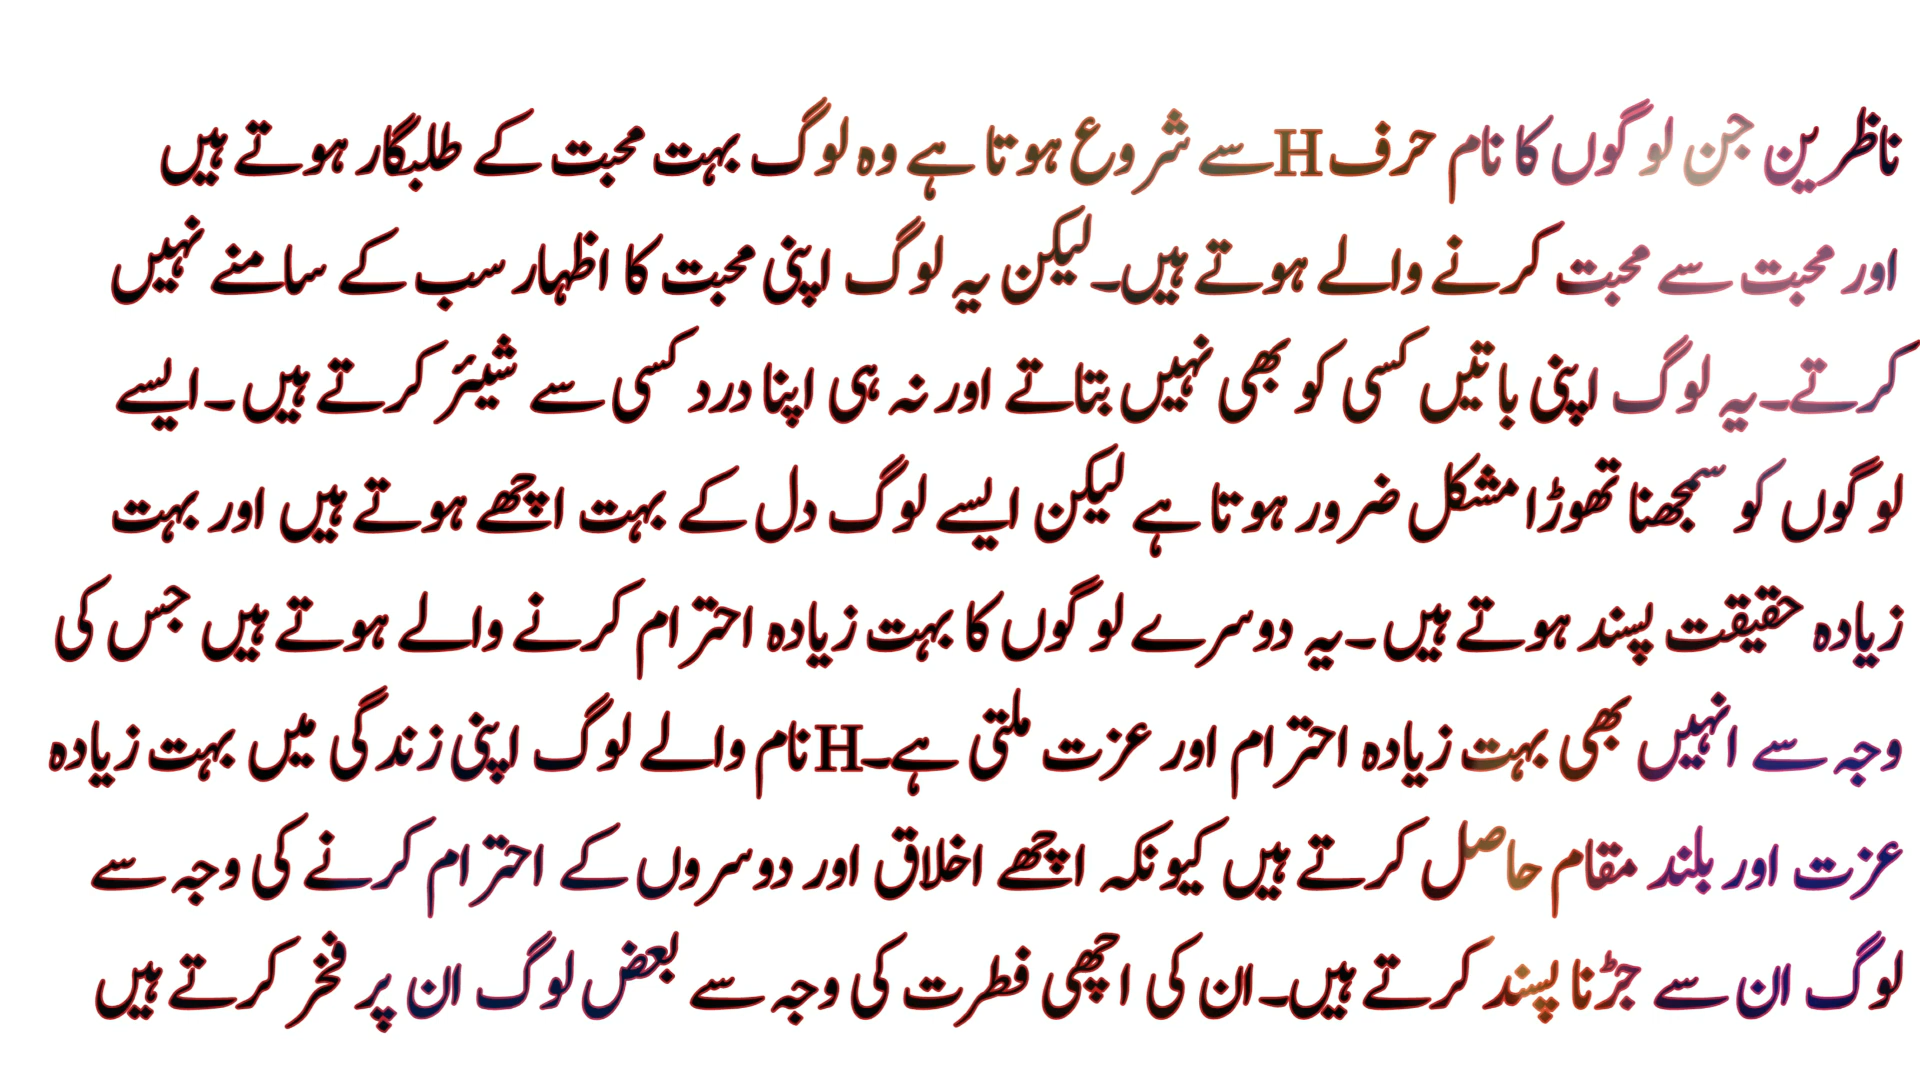 ناظرین جن لوگوں کا نام حرف Hسے شروع ہوتا ہے وہ لوگ بہت محبت کے طلبگار ہوتے ہیں
اور محبت سے محبت کرنے والے ہوتے ہیں۔لیکن یہ لوگ اپنی محبت کا اظہار سب کے سامنے نہیں
کرتے۔یہ لوگ اپنی باتیں کسی کو بھی نہیں بتاتے اور نہ ہی اپنا درد کسی سے شیئر کرتے ہیں۔ایسے
لوگوں کو سمجھنا تھوڑا مشکل ضرور ہوتا ہے لیکن ایسے لوگ دل کے بہت اچھے ہوتے ہیں اور بہت
زیادہ حقیقت پسند ہوتے ہیں۔یہ دوسرے لوگوں کا بہت زیادہ احترام کرنے والے ہوتے ہیں جس کی
وجہ سے انہیں بھی بہت زیادہ احترام اور عزت ملتی ہے۔Hنام والے لوگ اپنی زندگی میں بہت زیادہ
عزت اور بلند مقام حاصل کرتے ہیں کیونکہ اچھے اخلاق اور دوسروں کے احترام کرنے کی وجہ سے
لوگ ان سے جڑنا پسند کرتے ہیں۔ان کی اچھی فطرت کی وجہ سے بعض لوگ ان پر فخر کرتے ہیں